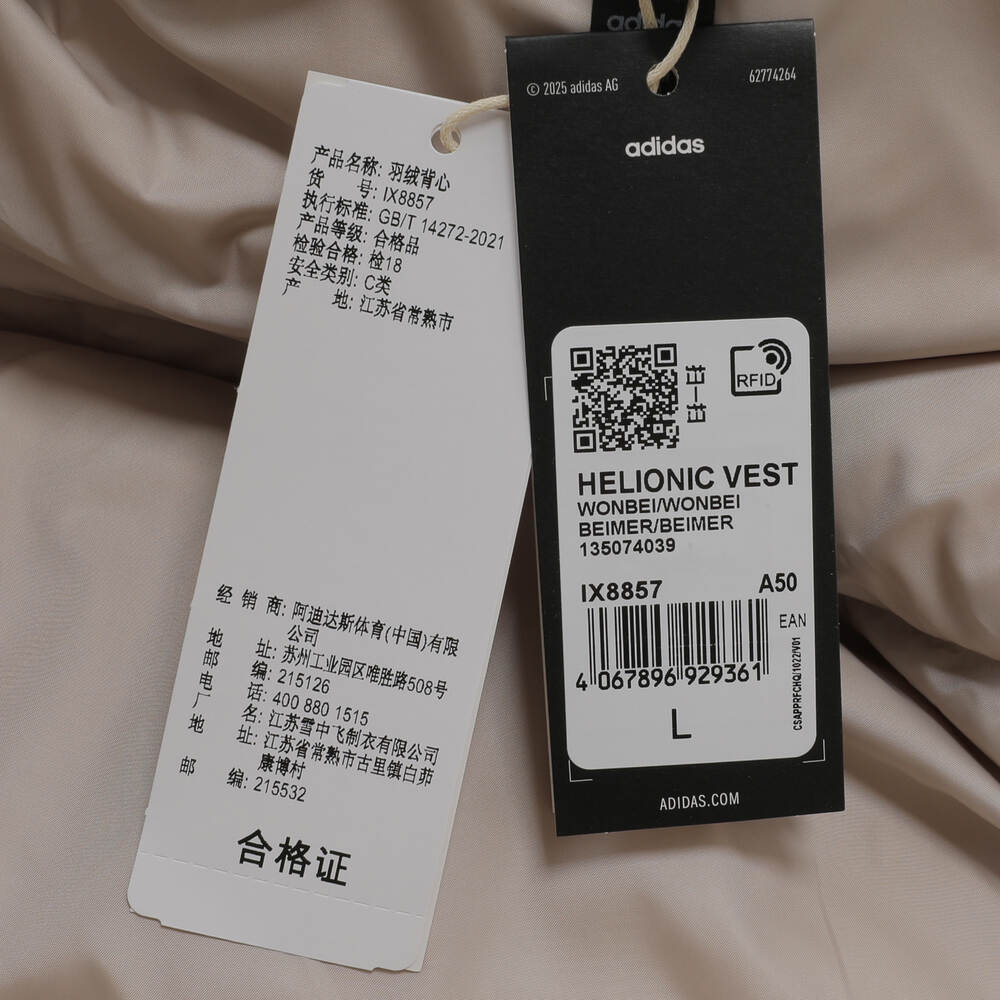 产品名称: 羽绒背心
货 号: IX8857
执行标准: GB/T 14272-2021
产品等级: 合格品
检验合格: 检18
安全类别: C类
产 地: 江苏省常熟市
经 销 商: 阿迪达斯体育(中国)有限
公司
地 址: 苏州工业园区唯胜路508号
邮 编: 215126
电 话: 400 880 1515
厂 名: 江苏雪中飞制衣有限公司
地 址: 江苏省常熟市古里镇白茆
康博村
邮 编: 215532
合格证
adidas
© 2025 adidas AG
62774264
adidas
扫一扫
RFID
HELIONIC VEST
WONBEI/WONBEI
BEIMER/BEIMER
135074039
IX8857
A50
EAN
4 067896 929361
CSAPPRFCHQ/1022/V01
L
ADIDAS.COM